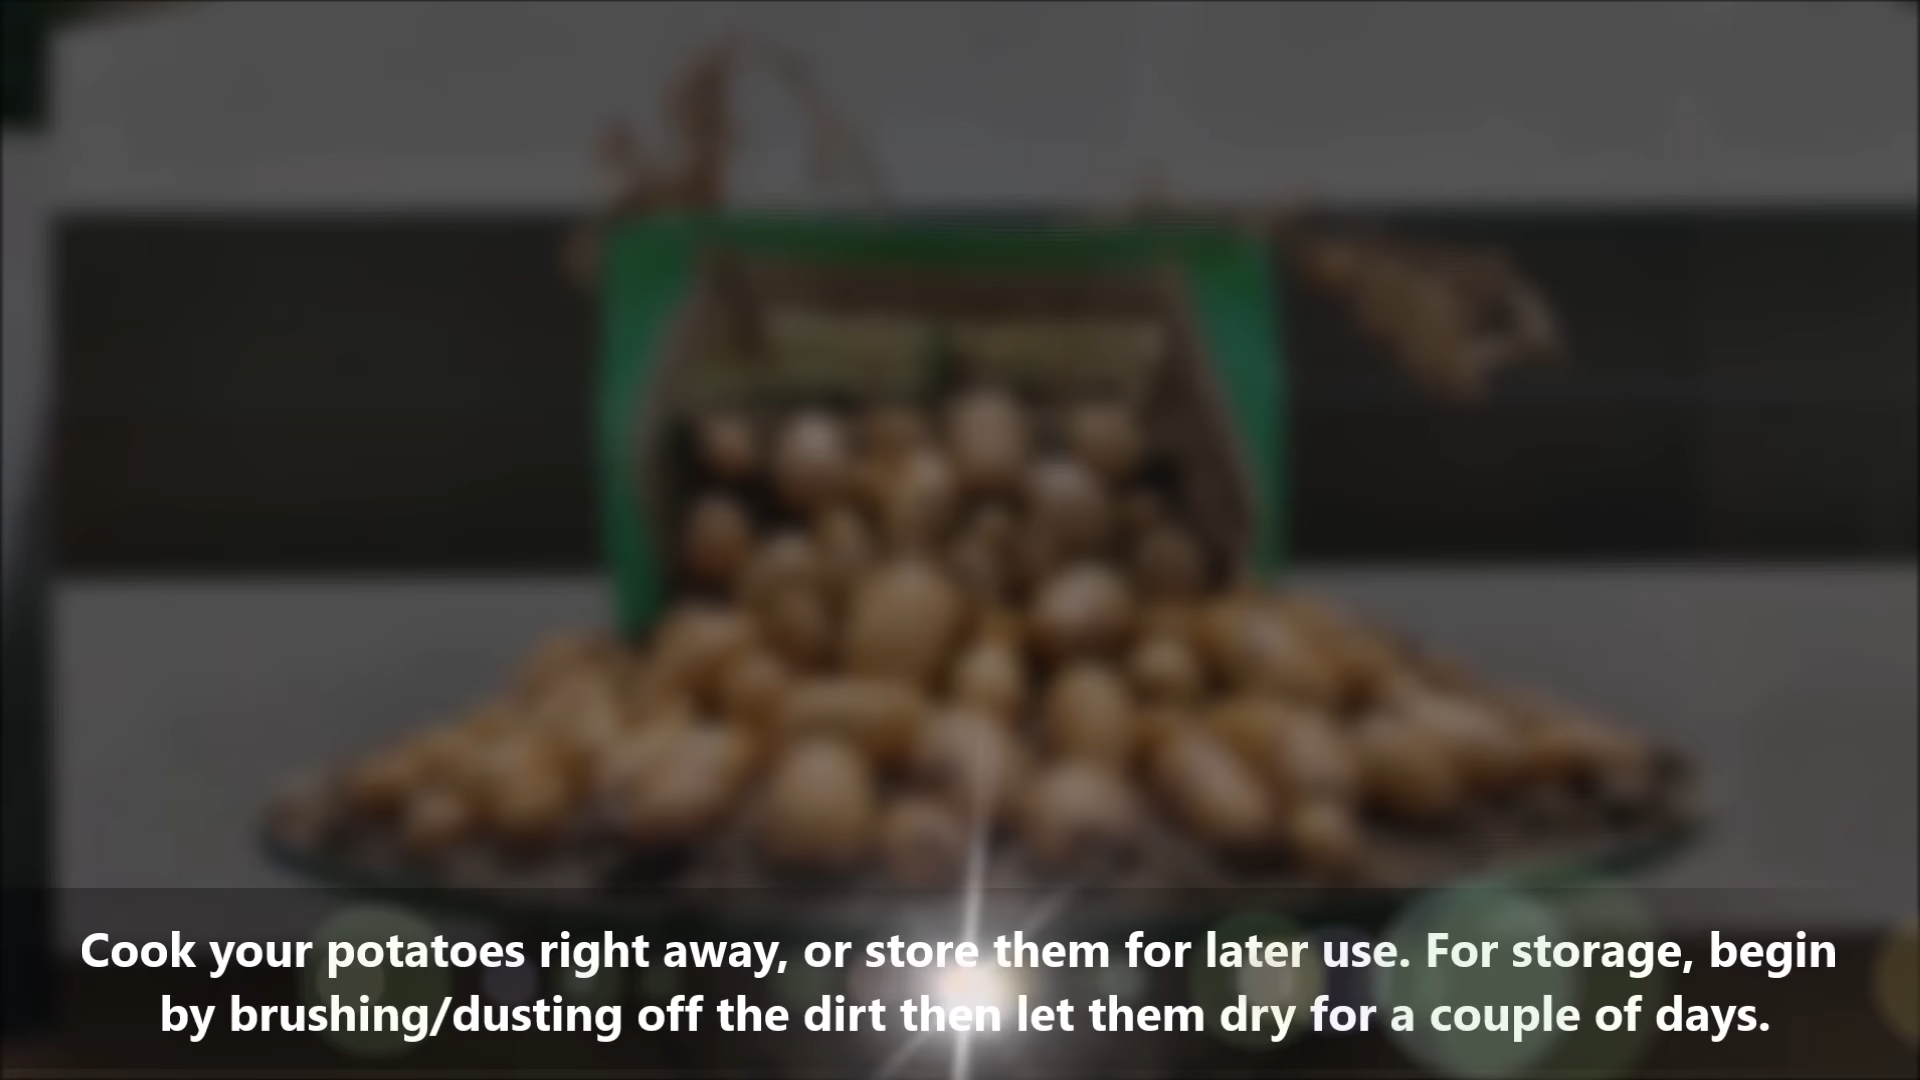 Cook your potatoes right away, or store them for later use. For storage, begin
by brushing/dusting off the dirt then let them dry for a couple of days.